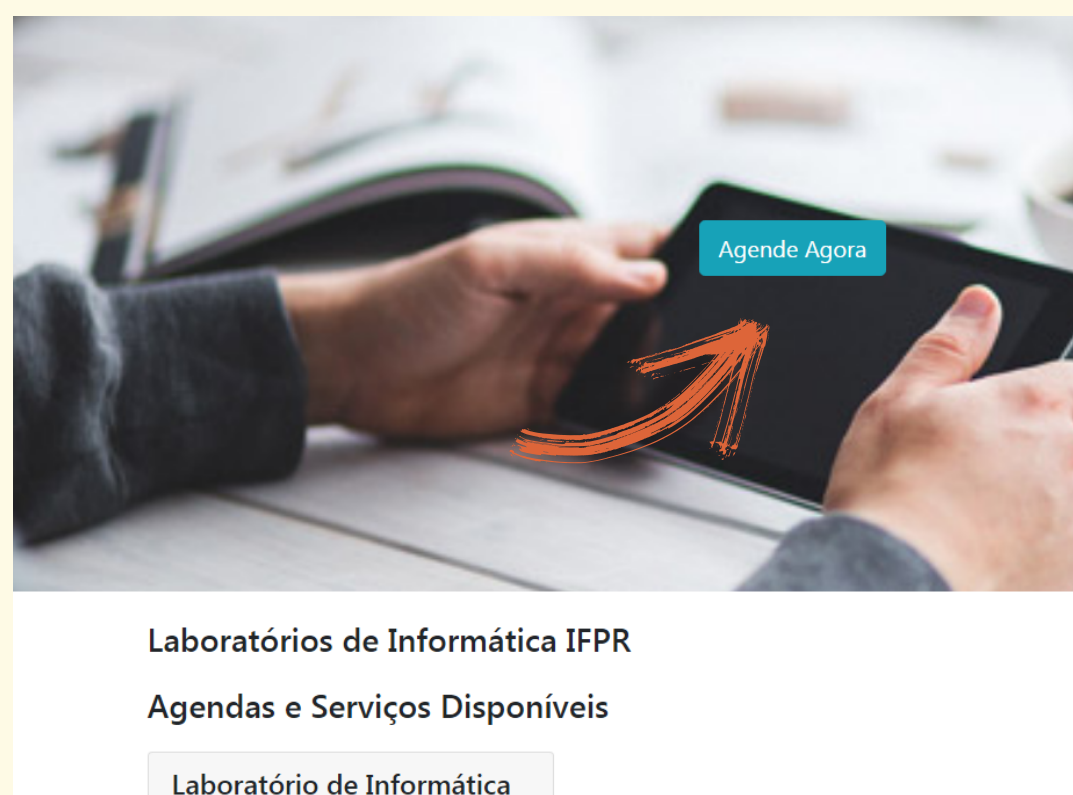 Agende Agora
Laboratórios de Informática IFPR
Agendas e Serviços Disponíveis
Laboratório de Informática